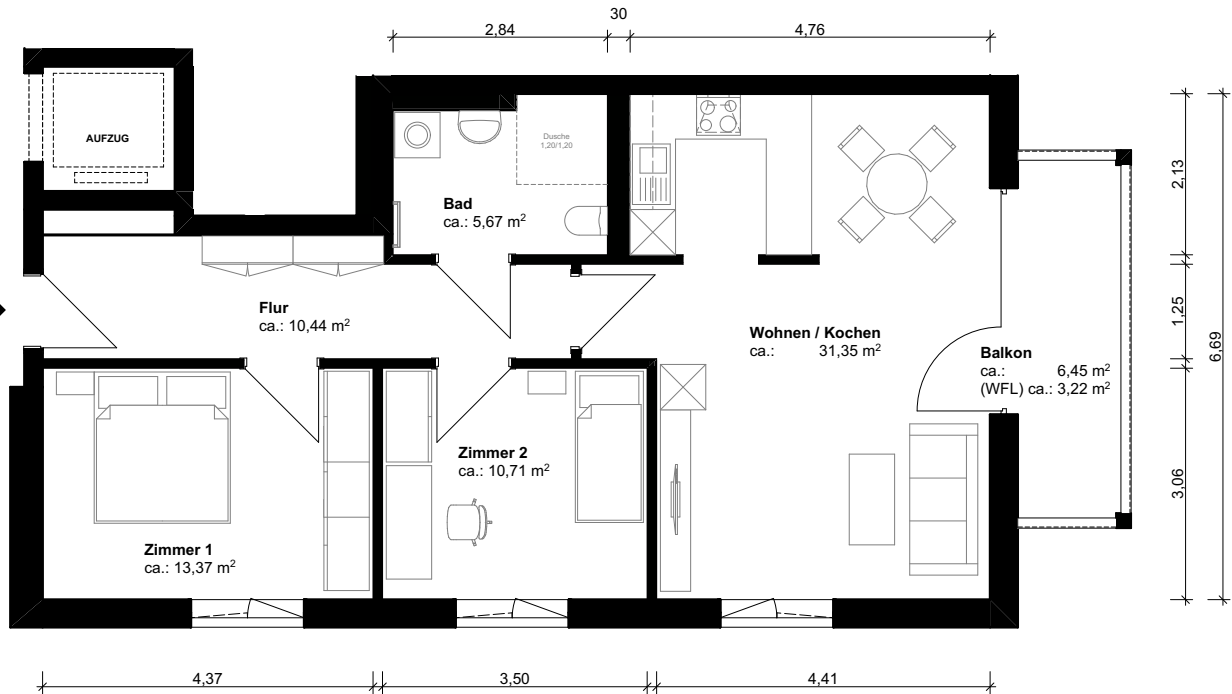 30
2,84
4,76
AUFZUG
Dusche
1,20/1,20
2,13
Bad
ca.: 5,67 m²
Flur
ca.: 10,44 m²
1,25
6,69
Wohnen / Kochen
ca.: 31,35 m²
Balkon
ca.: 6,45 m²
(WFL) ca.: 3,22 m²
Zimmer 2
ca.: 10,71 m²
3,06
Zimmer 1
ca.: 13,37 m²
4,37
3,50
4,41